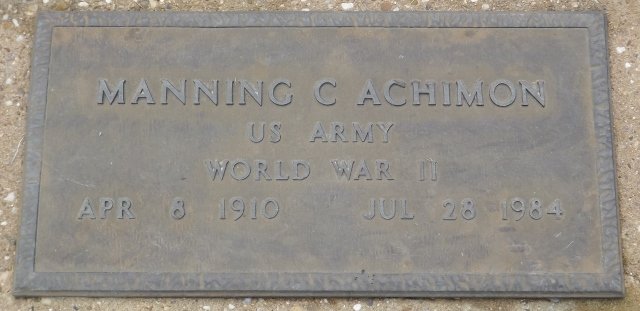 MANNING C ACHIMON
US ARMY
WORLD WAR II
APR 8 1910 JUL 28 1984